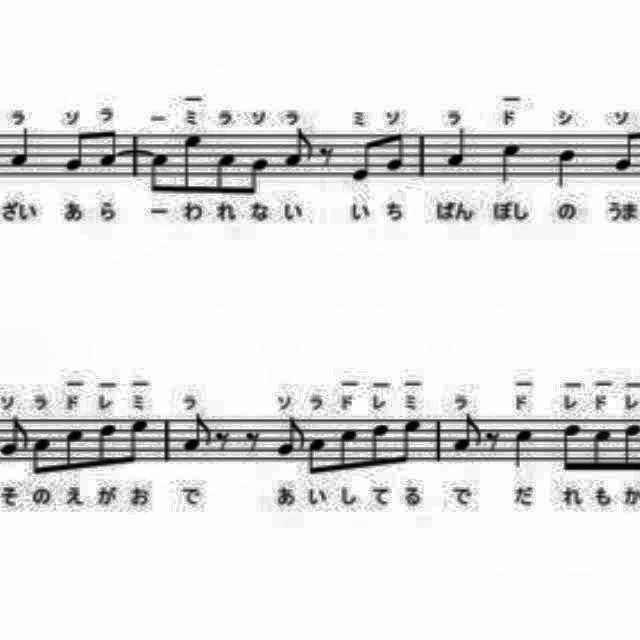 ラ ソ ラ ー ミ ラ ソ ラ ミ ソ ラ ド シ ソ
ざい あ ら ー わ れ な い い ち ばん ぼし の うま
ソ ラ ド レ ミ ラ ソ ラ ド レ ミ ラ ド レ ド レ
そ の え が お で あ い し て る で だ れ も か